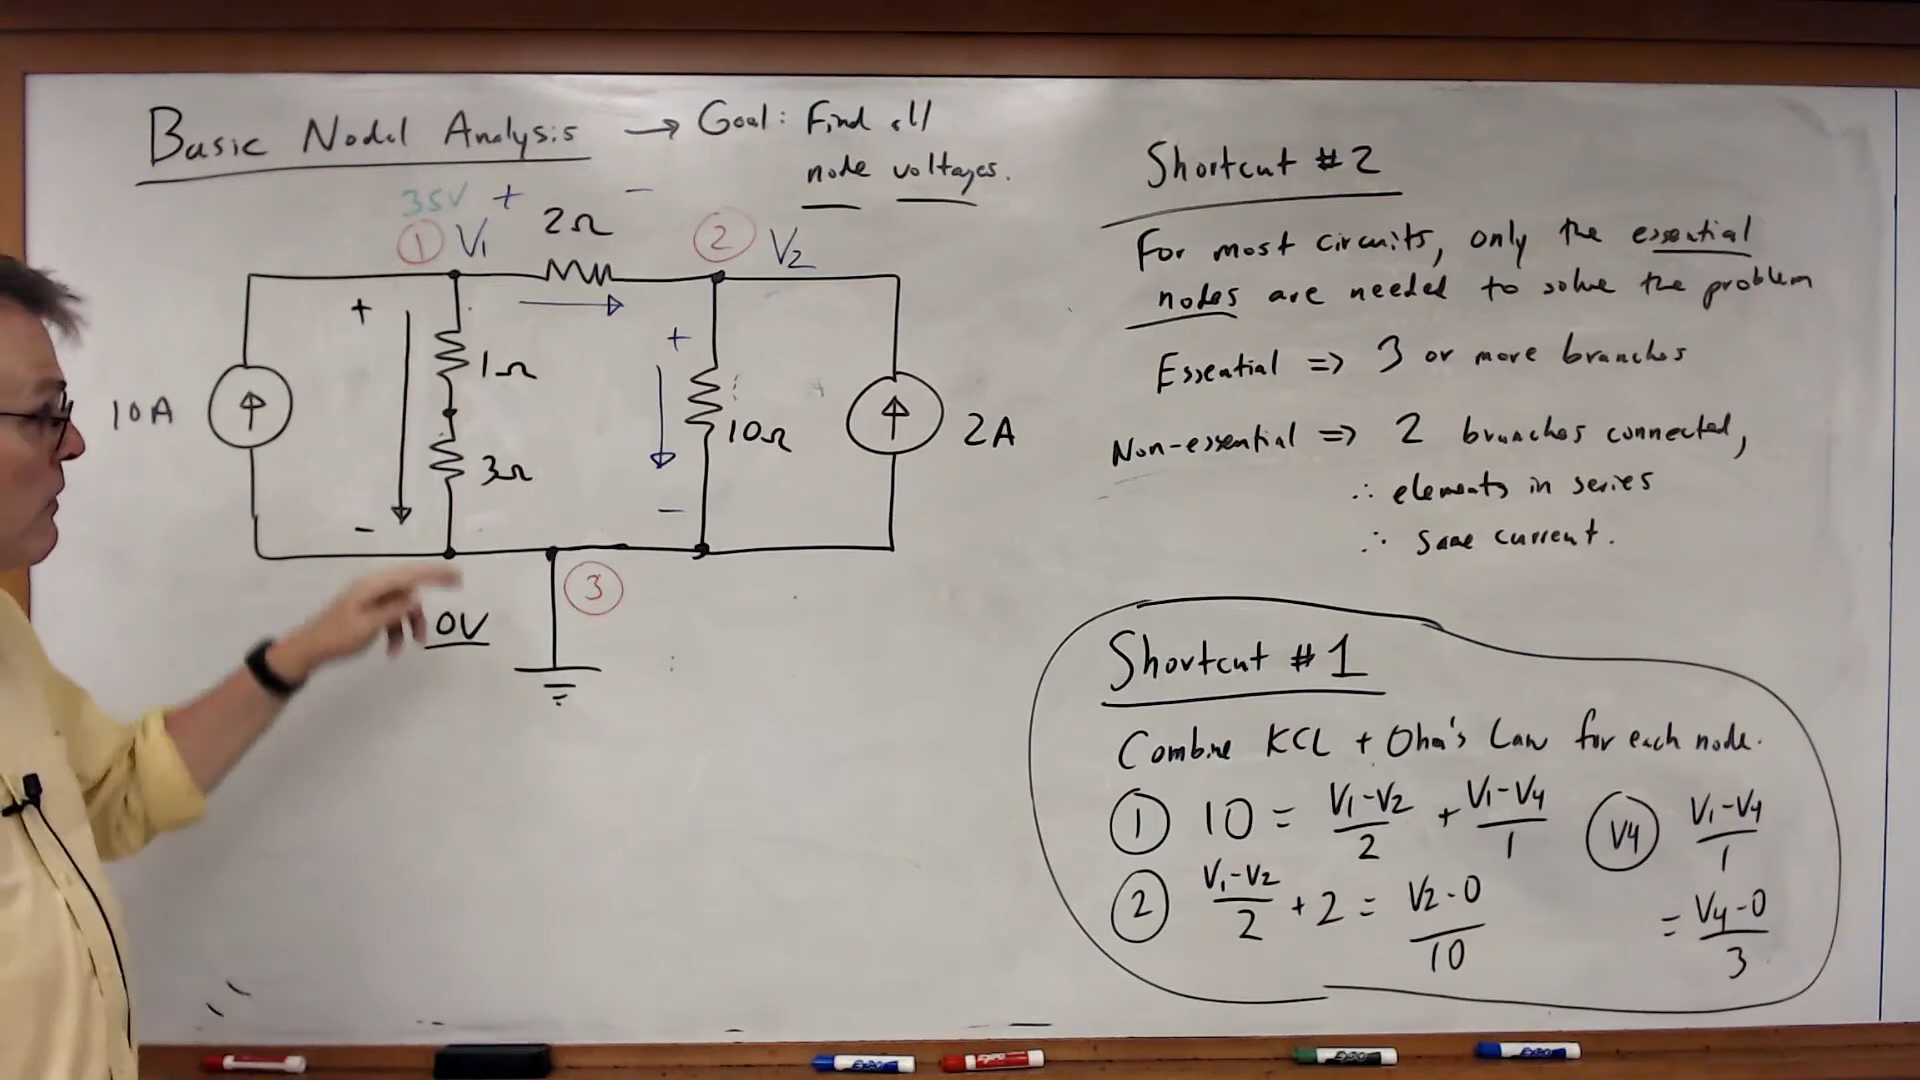 Basic Nodal Analysis → Goal: Find all
node voltages.
35V + 2Ω −
① V₁ ② V₂
+
+
1Ω
10A
10Ω
2A
3Ω
−
−
③
0V
Shortcut #2
For most circuits, only the essential
nodes are needed to solve the problem
Essential => 3 or more branches
Non-essential => 2 branches connected,
∴ elements in series
∴ same current.
Shortcut #1
Combine KCL + Ohm's Law for each node.
① 10 = (V₁-V₂)/2 + (V₁-V₄)/1
② (V₁-V₂)/2 + 2 = (V₂-0)/10
(V4) (V₁-V₄)/1
= (V₄-0)/3
EXPO
EXPO
EXPO
EXPO